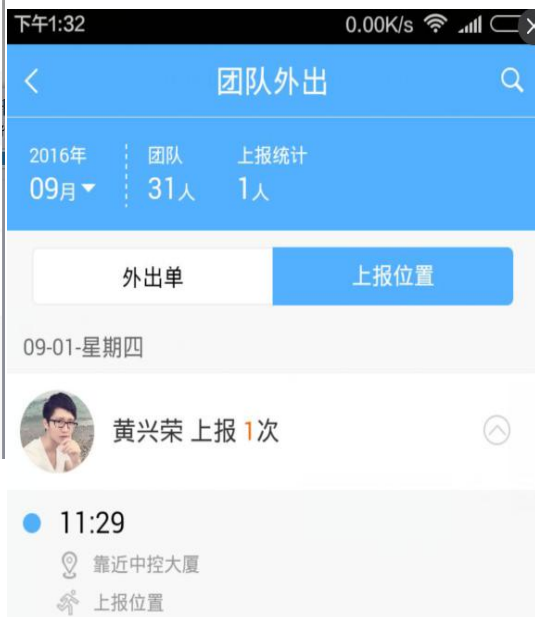 下午1:32 0.00K/s
团队外出
2016年 团队 上报统计
09月 31人 1人
外出单 上报位置
09-01-星期四
黄兴荣 上报 1次
11:29
靠近中控大厦
上报位置